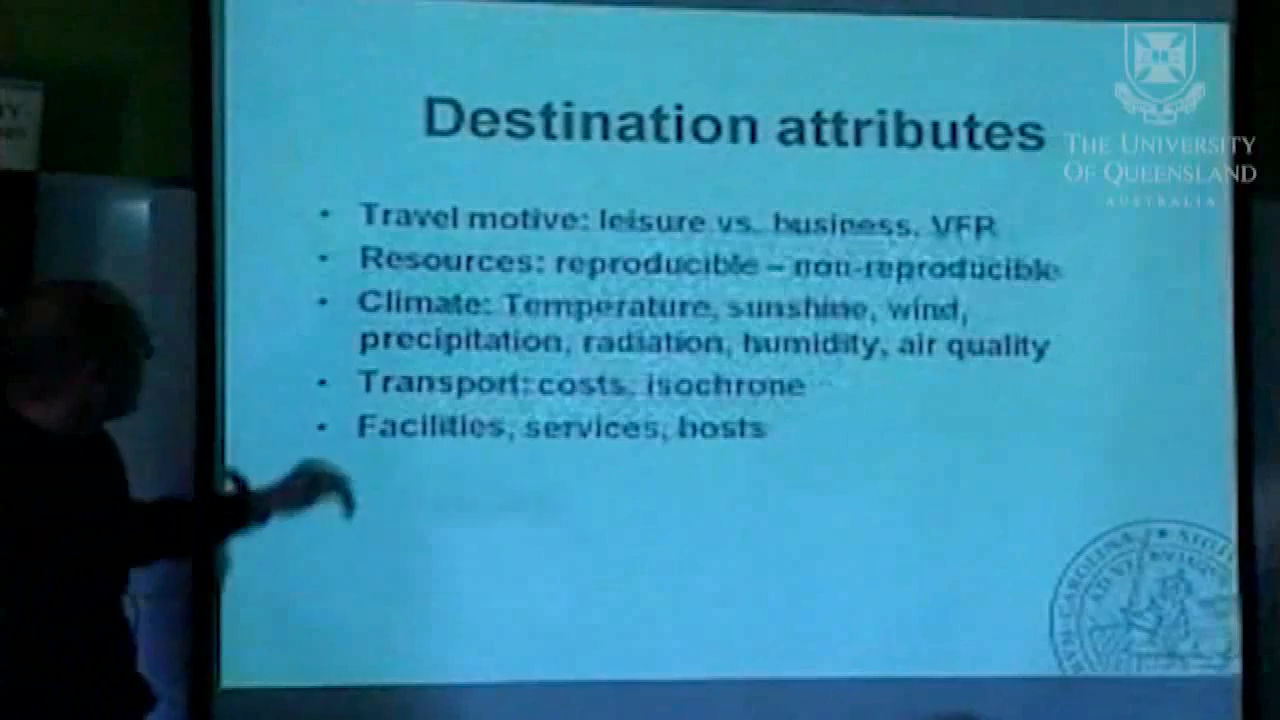 Destination attributes
THE UNIVERSITY
OF QUEENSLAND
AUSTRALIA
• Travel motive: leisure vs. business, VFR
• Resources: reproducible – non-reproducible
• Climate: Temperature, sunshine, wind,
precipitation, radiation, humidity, air quality
• Transport: costs, isochrone
• Facilities, services, hosts